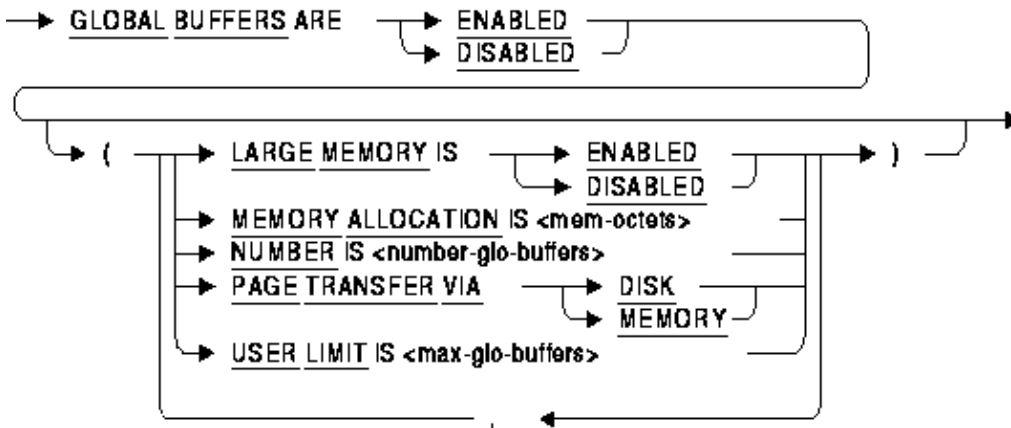 GLOBAL BUFFERS ARE ENABLED
DISABLED
( LARGE MEMORY IS ENABLED )
DISABLED
MEMORY ALLOCATION IS <mem-octets>
NUMBER IS <number-glo-buffers>
PAGE TRANSFER VIA DISK
MEMORY
USER LIMIT IS <max-glo-buffers>
,